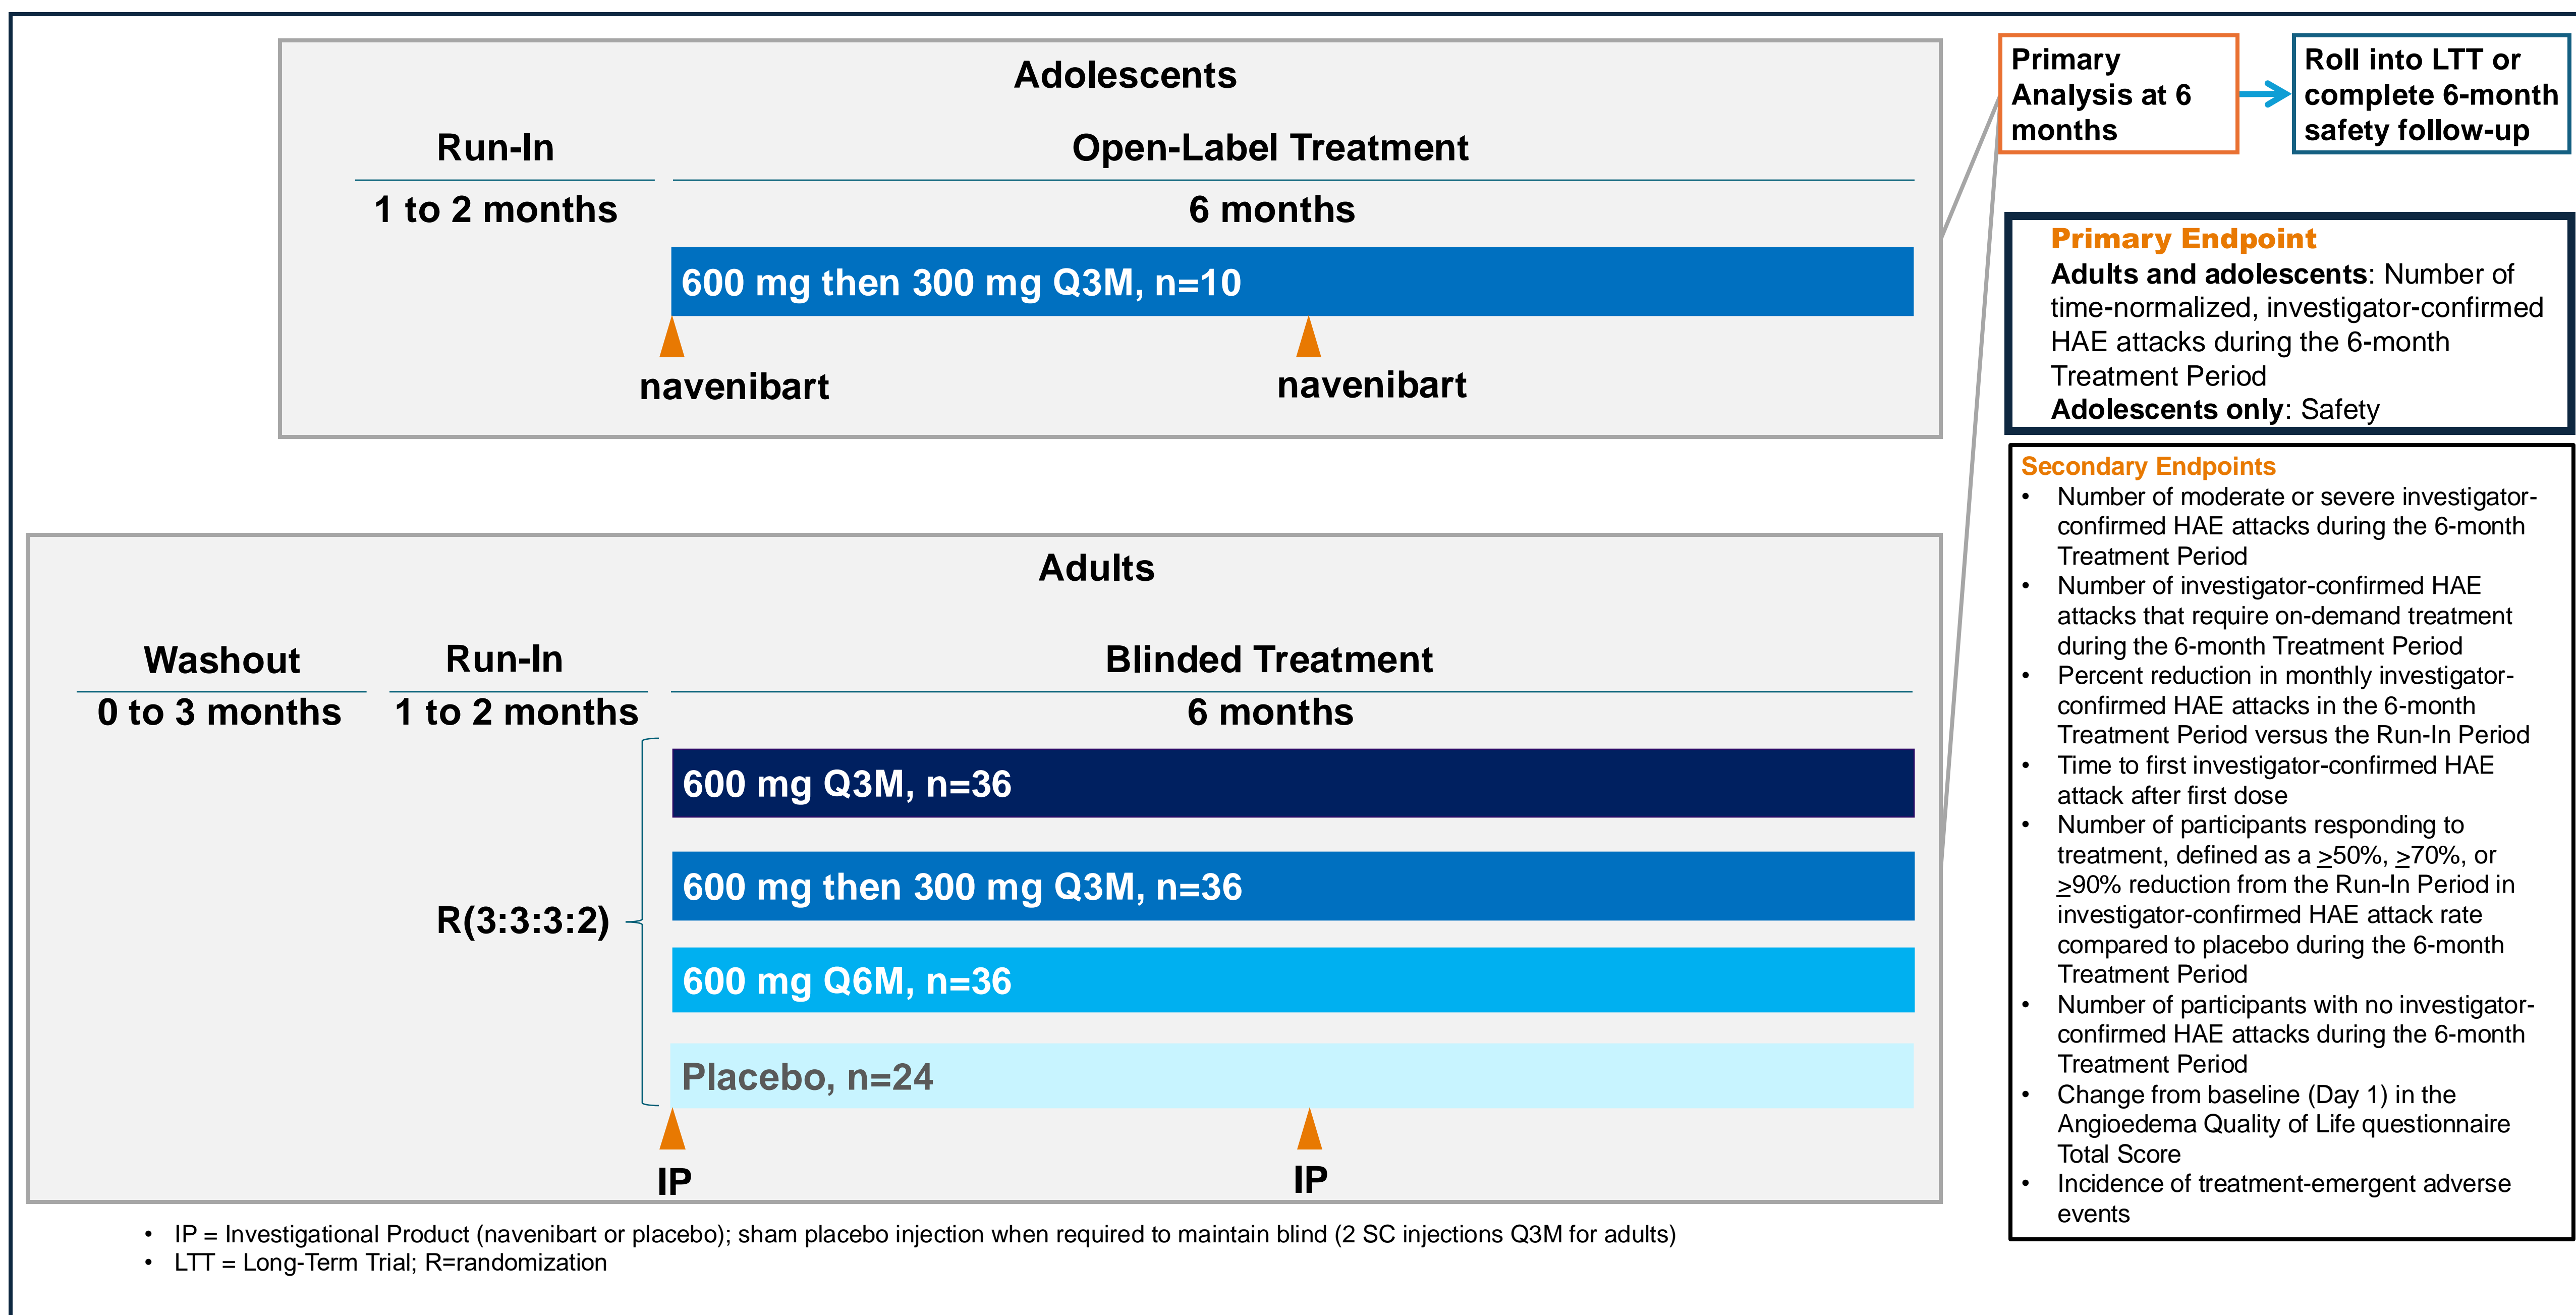 Adolescents
Run-In
Open-Label Treatment
1 to 2 months
6 months
600 mg then 300 mg Q3M, n=10
navenibart
navenibart
Adults
Washout
Run-In
Blinded Treatment
0 to 3 months
1 to 2 months
6 months
R(3:3:3:2)
600 mg Q3M, n=36
600 mg then 300 mg Q3M, n=36
600 mg Q6M, n=36
Placebo, n=24
IP
IP
Primary
Analysis at 6
months
Roll into LTT or
complete 6-month
safety follow-up
Primary Endpoint
Adults and adolescents: Number of
time-normalized, investigator-confirmed
HAE attacks during the 6-month
Treatment Period
Adolescents only: Safety
Secondary Endpoints
• Number of moderate or severe investigator-
confirmed HAE attacks during the 6-month
Treatment Period
• Number of investigator-confirmed HAE
attacks that require on-demand treatment
during the 6-month Treatment Period
• Percent reduction in monthly investigator-
confirmed HAE attacks in the 6-month
Treatment Period versus the Run-In Period
• Time to first investigator-confirmed HAE
attack after first dose
• Number of participants responding to
treatment, defined as a ≥50%, ≥70%, or
≥90% reduction from the Run-In Period in
investigator-confirmed HAE attack rate
compared to placebo during the 6-month
Treatment Period
• Number of participants with no investigator-
confirmed HAE attacks during the 6-month
Treatment Period
• Change from baseline (Day 1) in the
Angioedema Quality of Life questionnaire
Total Score
• Incidence of treatment-emergent adverse
events
• IP = Investigational Product (navenibart or placebo); sham placebo injection when required to maintain blind (2 SC injections Q3M for adults)
• LTT = Long-Term Trial; R=randomization